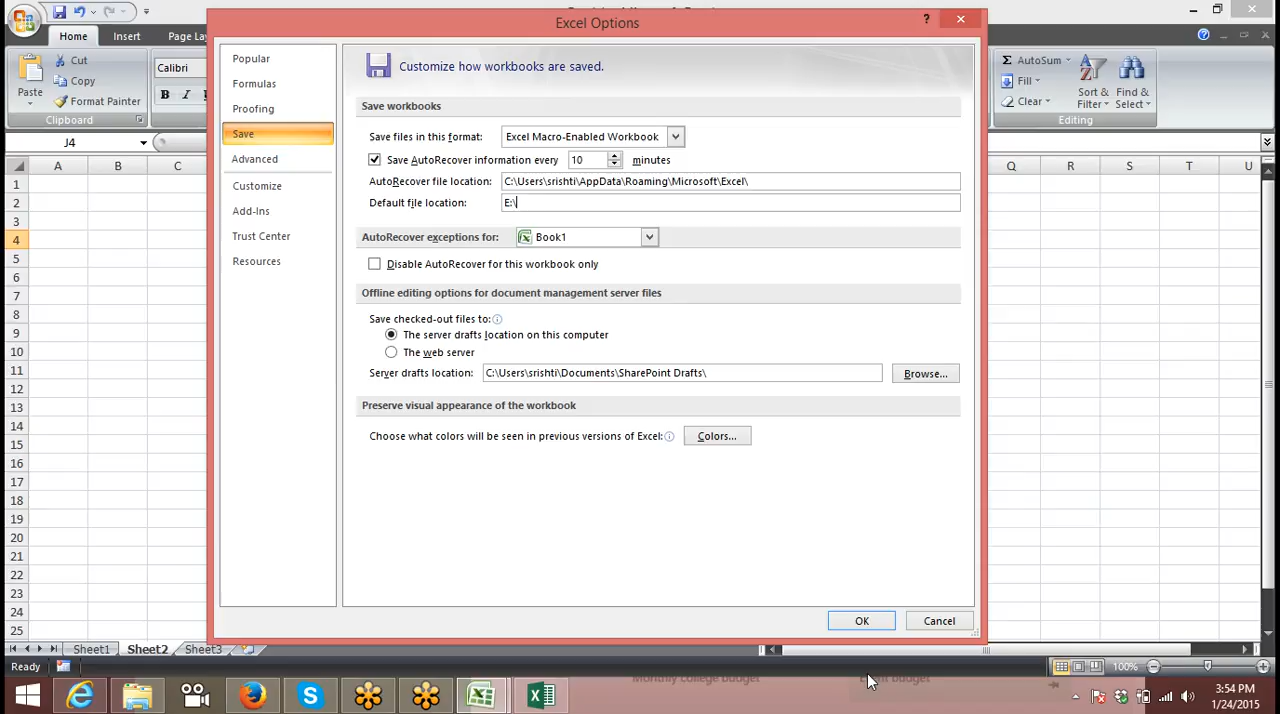 Excel Options
?
Home
Insert
Page La
Cut
Copy
Format Painter
Paste
Clipboard
Calibri
B I
AutoSum
Fill
Clear
Sort & Filter
Find & Select
Editing
J4
A B C
Q R S T U
1
2
3
4
5
6
7
8
9
10
11
12
13
14
15
16
17
18
19
20
21
22
23
24
25
Popular
Formulas
Proofing
Save
Advanced
Customize
Add-Ins
Trust Center
Resources
Customize how workbooks are saved.
Save workbooks
Save files in this format: Excel Macro-Enabled Workbook
Save AutoRecover information every 10 minutes
AutoRecover file location: C:\Users\srishti\AppData\Roaming\Microsoft\Excel\
Default file location: E:\
AutoRecover exceptions for: Book1
Disable AutoRecover for this workbook only
Offline editing options for document management server files
Save checked-out files to:
The server drafts location on this computer
The web server
Server drafts location: C:\Users\srishti\Documents\SharePoint Drafts\
Browse...
Preserve visual appearance of the workbook
Choose what colors will be seen in previous versions of Excel: Colors...
OK Cancel
Sheet1 Sheet2 Sheet3
Ready
100%
Monthly college budget
budget
3:54 PM
1/24/2015